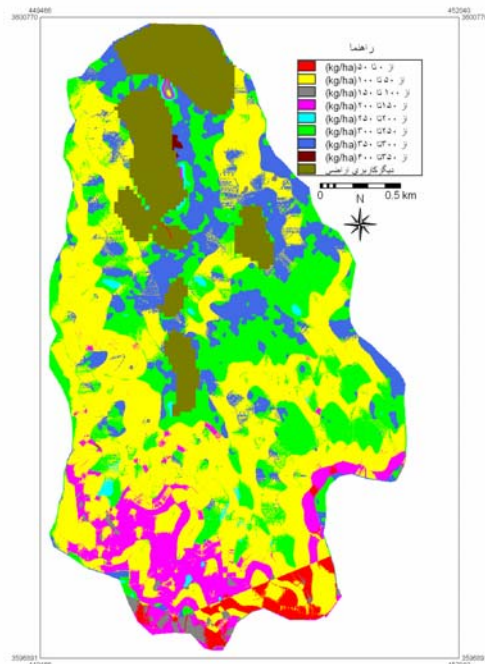 449466 452040
3600770 3600770
راهنما
از ۰ تا ۵۰ (kg/ha)
از ۵۰ تا ۱۰۰ (kg/ha)
از ۱۰۰ تا ۱۵۰ (kg/ha)
از ۱۵۰ تا ۲۰۰ (kg/ha)
از ۲۰۰ تا ۲۵۰ (kg/ha)
از ۲۵۰ تا ۳۰۰ (kg/ha)
از ۳۰۰ تا ۳۵۰ (kg/ha)
از ۳۵۰ تا ۴۰۰ (kg/ha)
دیگر کاربری اراضی
0 0.5 km
N